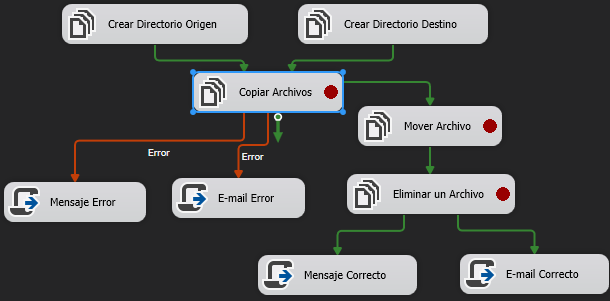 Crear Directorio Origen
Crear Directorio Destino
Copiar Archivos
Mover Archivo
Error
Error
Mensaje Error
E-mail Error
Eliminar un Archivo
Mensaje Correcto
E-mail Correcto